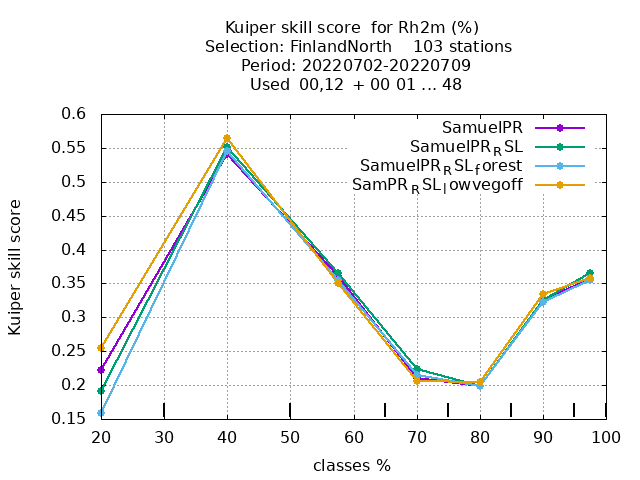 Kuiper skill score  for Rh2m (%)
Selection: FinlandNorth    103 stations
Period: 20220702-20220709
Used  00,12  + 00 01 ... 48
SamuelPR
SamuelPR_RSL
SamuelPR_RSL_forest
SamPR_RSL_lowvegoff
Kuiper skill score
0.6
0.55
0.5
0.45
0.4
0.35
0.3
0.25
0.2
0.15
20 30 40 50 60 70 80 90 100
classes %